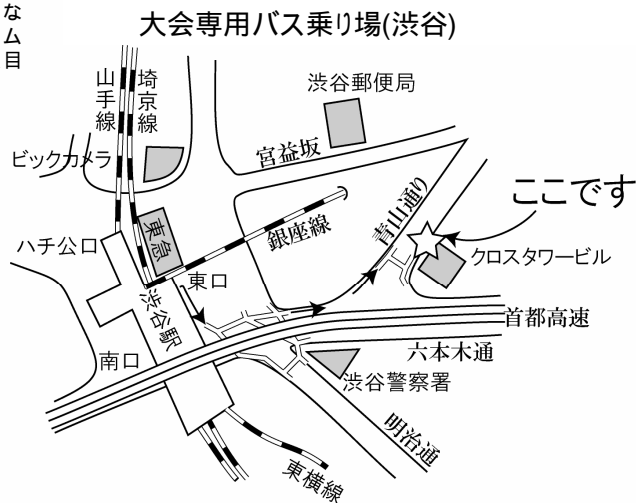 な
ム
目
大会専用バス乗り場(渋谷)
山手線
埼京線
渋谷郵便局
ビックカメラ
宮益坂
ここです
東急
銀座線
青山通り
ハチ公口
東口
クロスタワービル
渋谷駅
首都高速
南口
六本木通
渋谷警察署
明治通
東横線